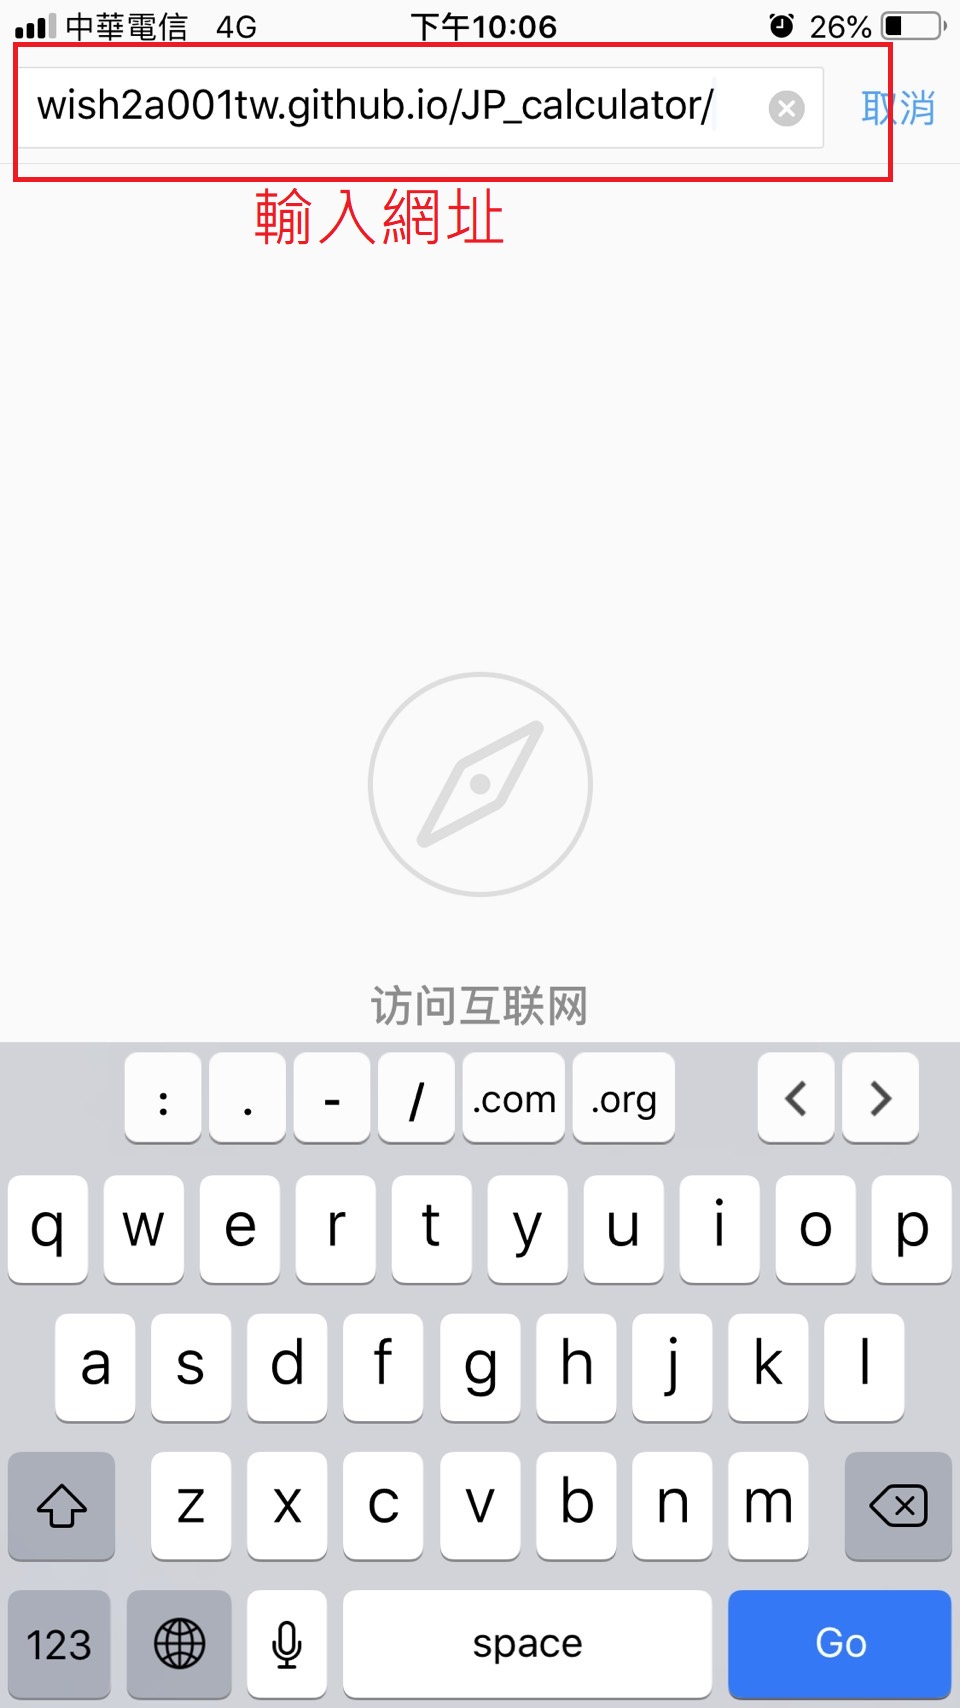 中華電信 4G 下午10:06 26%
wish2a001tw.github.io/JP_calculator/ 取消
輸入網址
访问互联网
: . - / .com .org
q w e r t y u i o p
a s d f g h j k l
z x c v b n m
123 space Go